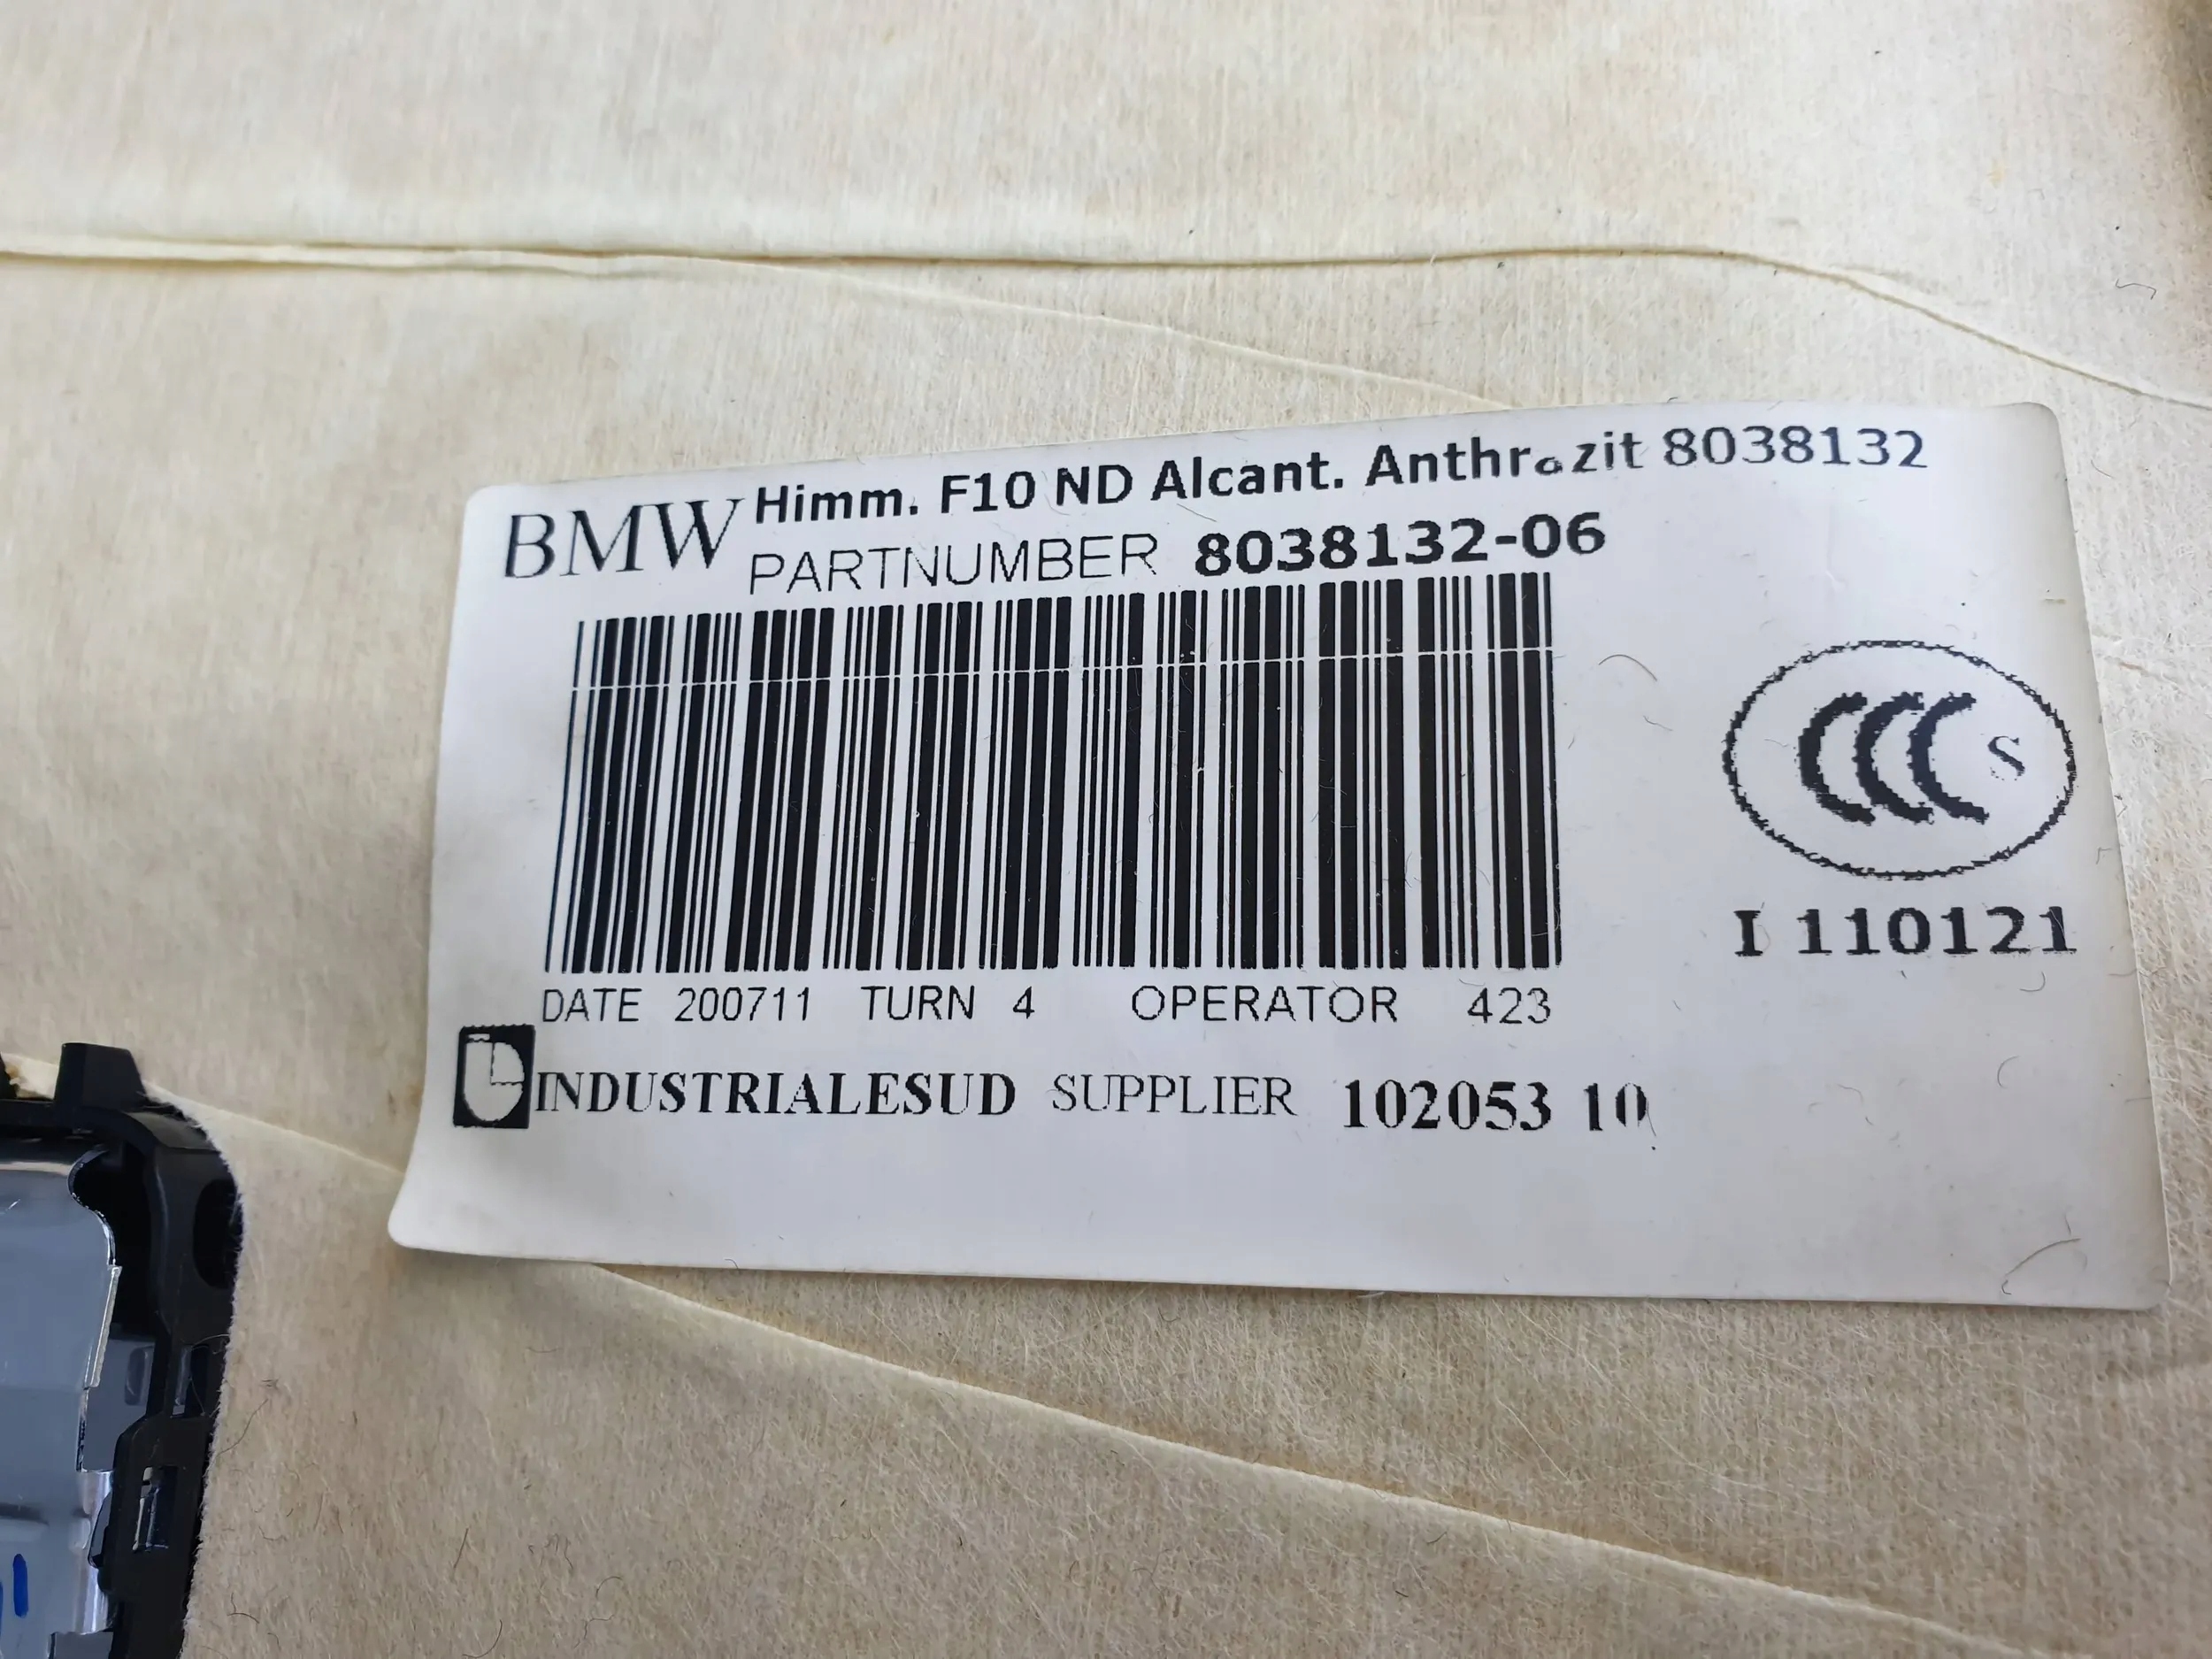 BMW Himm. F10 ND Alcant. Anthrazit 8038132
PARTNUMBER 8038132-06
CCC S
I 110121
DATE 200711 TURN 4 OPERATOR 423
INDUSTRIALESUD SUPPLIER 102053 10